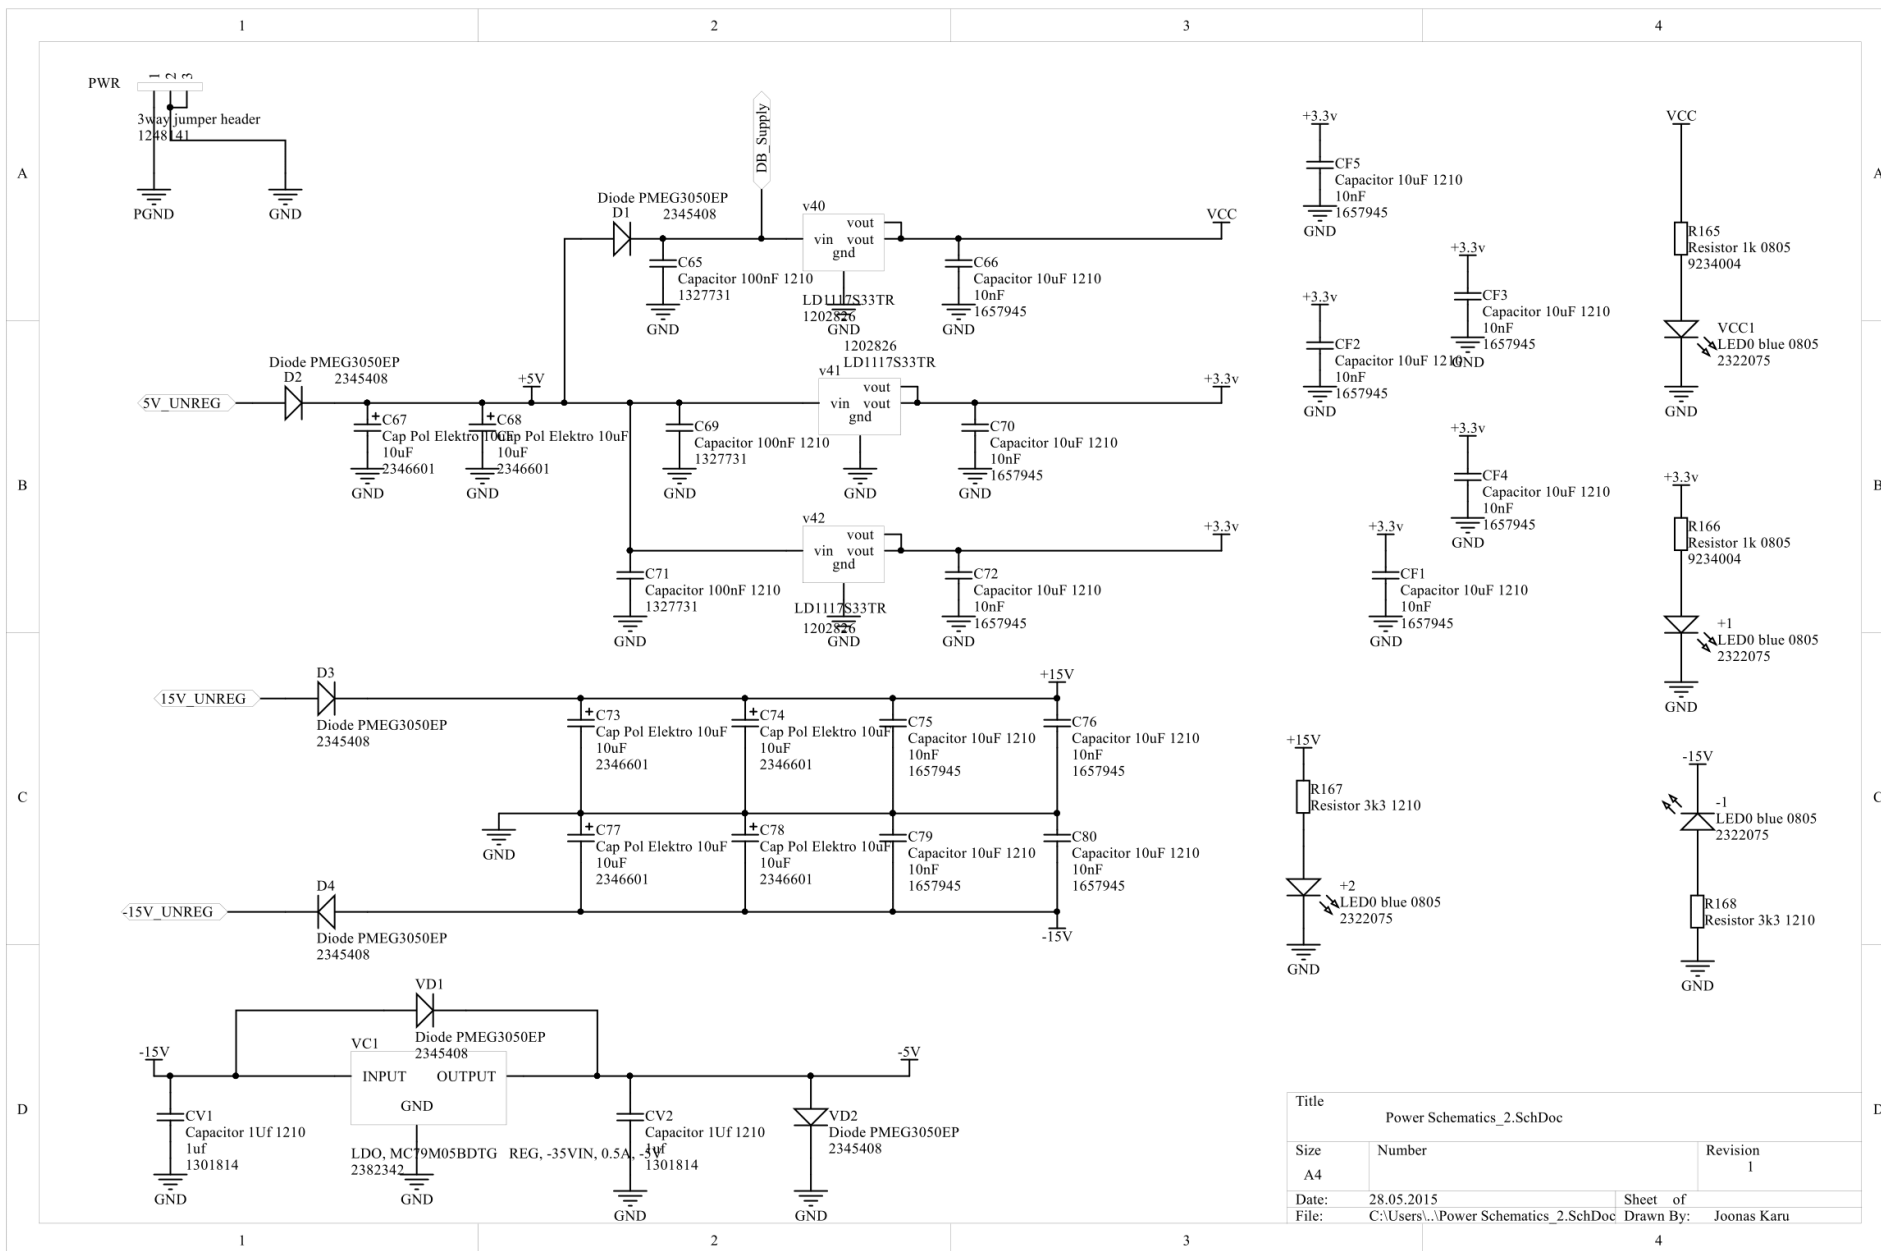 1 2 3 4
A
A
B
B
C
C
D
D
PWR
1
2
3
3way jumper header
1248141
PGND
GND
DB_Supply
Diode PMEG3050EP
D1 2345408
C65
Capacitor 100nF 1210
1327731
GND
v40
vout
vin vout
gnd
LD1117S33TR
1202826
GND
C66
Capacitor 10uF 1210
10nF
1657945
GND
VCC
5V_UNREG
Diode PMEG3050EP
2345408
D2
C67
Cap Pol Elektro 10uF
10uF
2346601
GND
C68
Cap Pol Elektro 10uF
10uF
2346601
GND
+5V
C69
Capacitor 100nF 1210
1327731
GND
1202826
LD1117S33TR
v41
vout
vin vout
gnd
GND
C70
Capacitor 10uF 1210
10nF
1657945
GND
+3.3v
C71
Capacitor 100nF 1210
1327731
GND
v42
vout
vin vout
gnd
LD1117S33TR
1202826
GND
C72
Capacitor 10uF 1210
10nF
1657945
GND
+3.3v
+3.3v
CF5
Capacitor 10uF 1210
10nF
1657945
GND
+3.3v
CF3
Capacitor 10uF 1210
10nF
1657945
GND
+3.3v
CF2
Capacitor 10uF 1210
10nF
1657945
GND
+3.3v
CF4
Capacitor 10uF 1210
10nF
1657945
GND
+3.3v
CF1
Capacitor 10uF 1210
10nF
1657945
GND
VCC
R165
Resistor 1k 0805
9234004
VCC1
LED0 blue 0805
2322075
GND
+3.3v
R166
Resistor 1k 0805
9234004
+1
LED0 blue 0805
2322075
GND
15V_UNREG
D3
Diode PMEG3050EP
2345408
+15V
C73
Cap Pol Elektro 10uF
10uF
2346601
C74
Cap Pol Elektro 10uF
10uF
2346601
C75
Capacitor 10uF 1210
10nF
1657945
C76
Capacitor 10uF 1210
10nF
1657945
GND
C77
Cap Pol Elektro 10uF
10uF
2346601
C78
Cap Pol Elektro 10uF
10uF
2346601
C79
Capacitor 10uF 1210
10nF
1657945
C80
Capacitor 10uF 1210
10nF
1657945
-15V_UNREG
D4
Diode PMEG3050EP
2345408
-15V
+15V
R167
Resistor 3k3 1210
+2
LED0 blue 0805
2322075
GND
-15V
-1
LED0 blue 0805
2322075
R168
Resistor 3k3 1210
GND
VD1
Diode PMEG3050EP
2345408
-15V
VC1
INPUT OUTPUT
GND
LDO, MC79M05BDTG REG, -35VIN, 0.5A, -5V
2382342
GND
CV1
Capacitor 1Uf 1210
1uf
1301814
GND
CV2
Capacitor 1Uf 1210
1uf
1301814
GND
-5V
VD2
Diode PMEG3050EP
2345408
GND
Title
Power Schematics_2.SchDoc
Size Number Revision
A4 1
Date: 28.05.2015 Sheet of
File: C:\Users\..\Power Schematics_2.SchDoc Drawn By: Joonas Karu
1 2 3 4